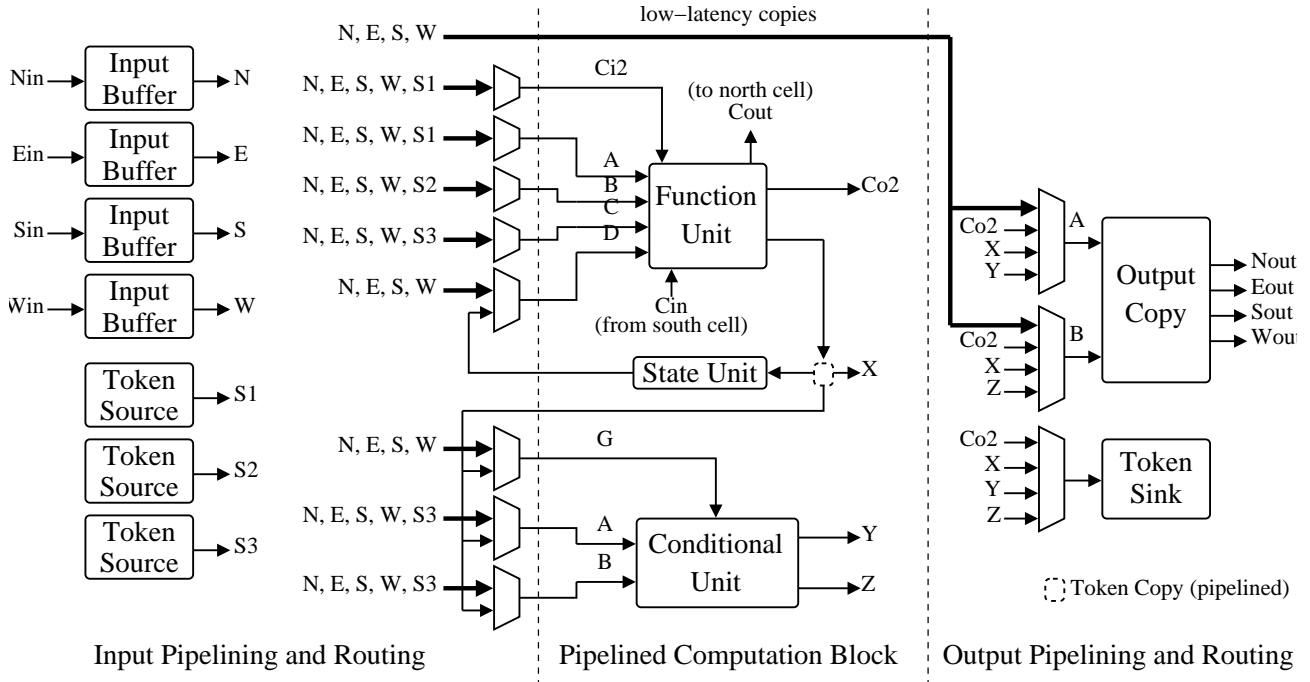 low−latency copies
N, E, S, W
Nin
Input
Buffer
N
N, E, S, W, S1
Ci2
(to north cell)
Cout
Ein
Input
Buffer
E
N, E, S, W, S1
A
N, E, S, W, S2
B
Function
Unit
Co2
Sin
Input
Buffer
S
N, E, S, W, S3
C
D
N, E, S, W
Cin
(from south cell)
Win
Input
Buffer
W
State Unit
X
Co2
X
Y
A
Output
Copy
Nout
Eout
Sout
Wout
Co2
X
Z
B
Token
Source
S1
Token
Source
S2
Token
Source
S3
N, E, S, W
G
N, E, S, W, S3
A
B
Conditional
Unit
Y
Z
N, E, S, W, S3
Co2
X
Y
Z
Token
Sink
Token Copy (pipelined)
Input Pipelining and Routing
Pipelined Computation Block
Output Pipelining and Routing